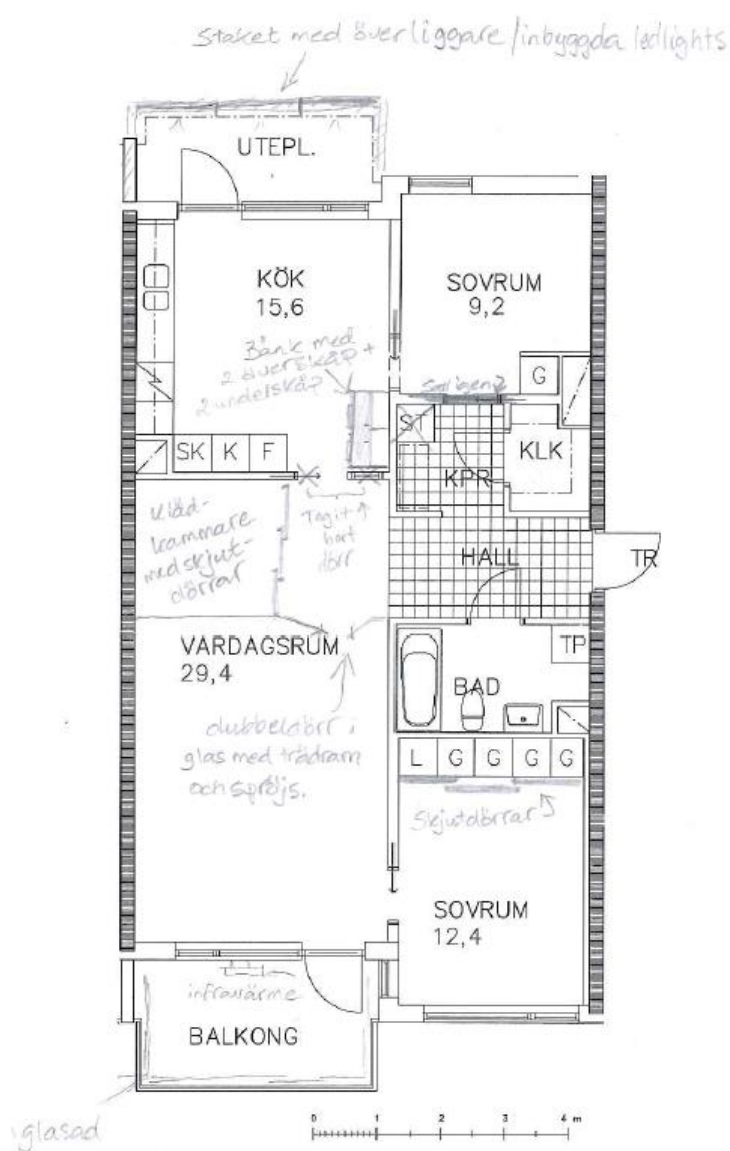 Staket med överliggare/inbyggda ledlights
UTEPL.
KÖK
15,6
SOVRUM
9,2
Bänk med
2 överskåp +
2 underskåp
G
ST
KLK
SK K F
KPR
Kläd-
kammare
med skjut-
dörrar
Tagit
bort
dörr
HALL
TR
VARDAGSRUM
29,4
TP
BAD
dubbeldörr i
glas med träram
och spröjs.
L G G G G
Skjutdörrar
SOVRUM
12,4
infravärme
BALKONG
inglasad
0 1 2 3 4 m